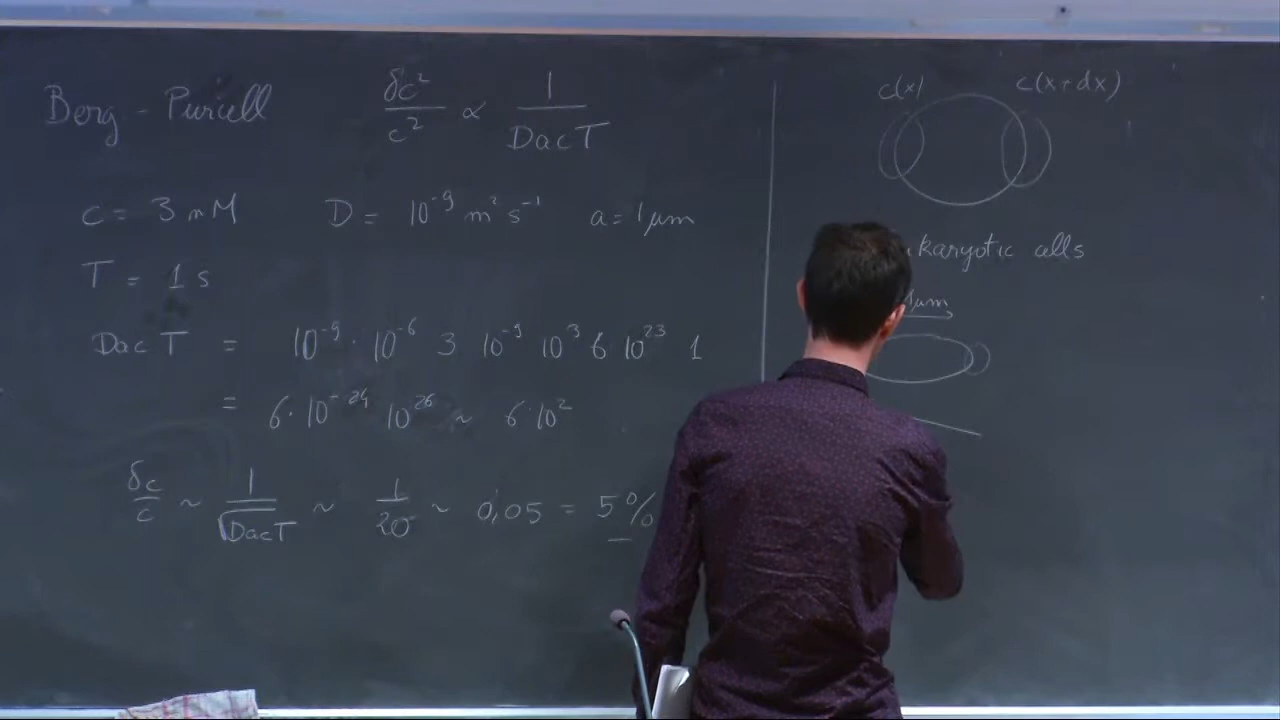 Berg - Purcell δc²/c² ∝ 1/DacT
c = 3 nM D = 10⁻⁹ m² s⁻¹ a = 1 μm
T = 1 s
DacT = 10⁻⁹ · 10⁻⁶ 3 10⁻⁹ 10³ 6 10²³ 1
= 6 · 10⁻²⁴ 10²⁶ ~ 6 · 10²
δc/c ~ 1/√DacT ~ 1/20 ~ 0,05 = 5%
c(x) c(x+dx)
karyotic cells
1μm